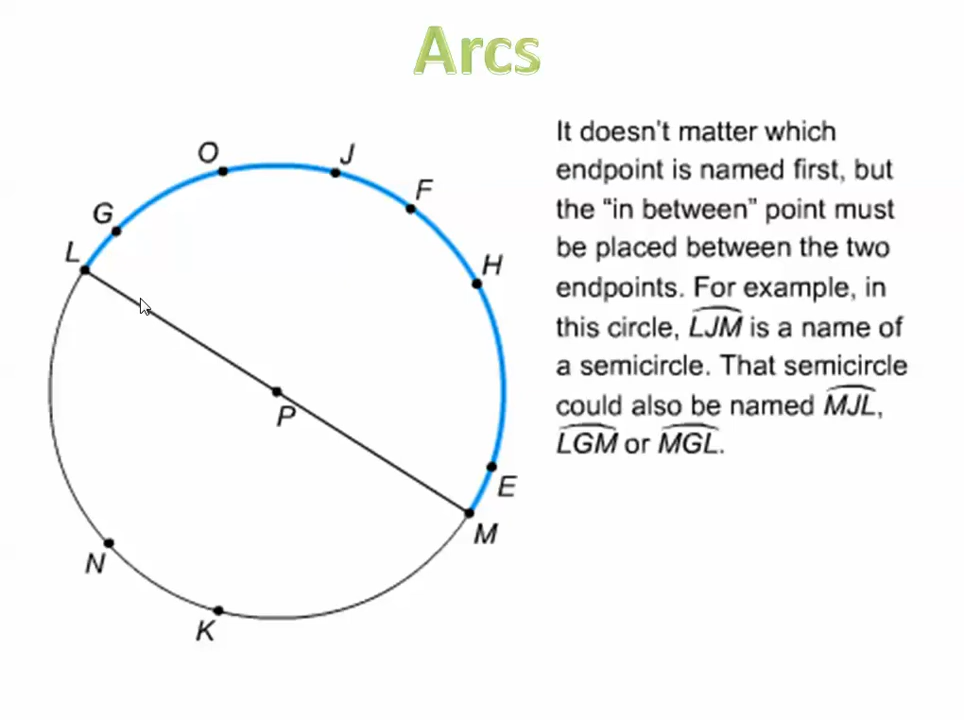 Arcs
It doesn't matter which
endpoint is named first, but
the “in between” point must
be placed between the two
endpoints. For example, in
this circle, LJM is a name of
a semicircle. That semicircle
could also be named MJL,
LGM or MGL.
O
J
F
G
L
H
P
E
M
N
K